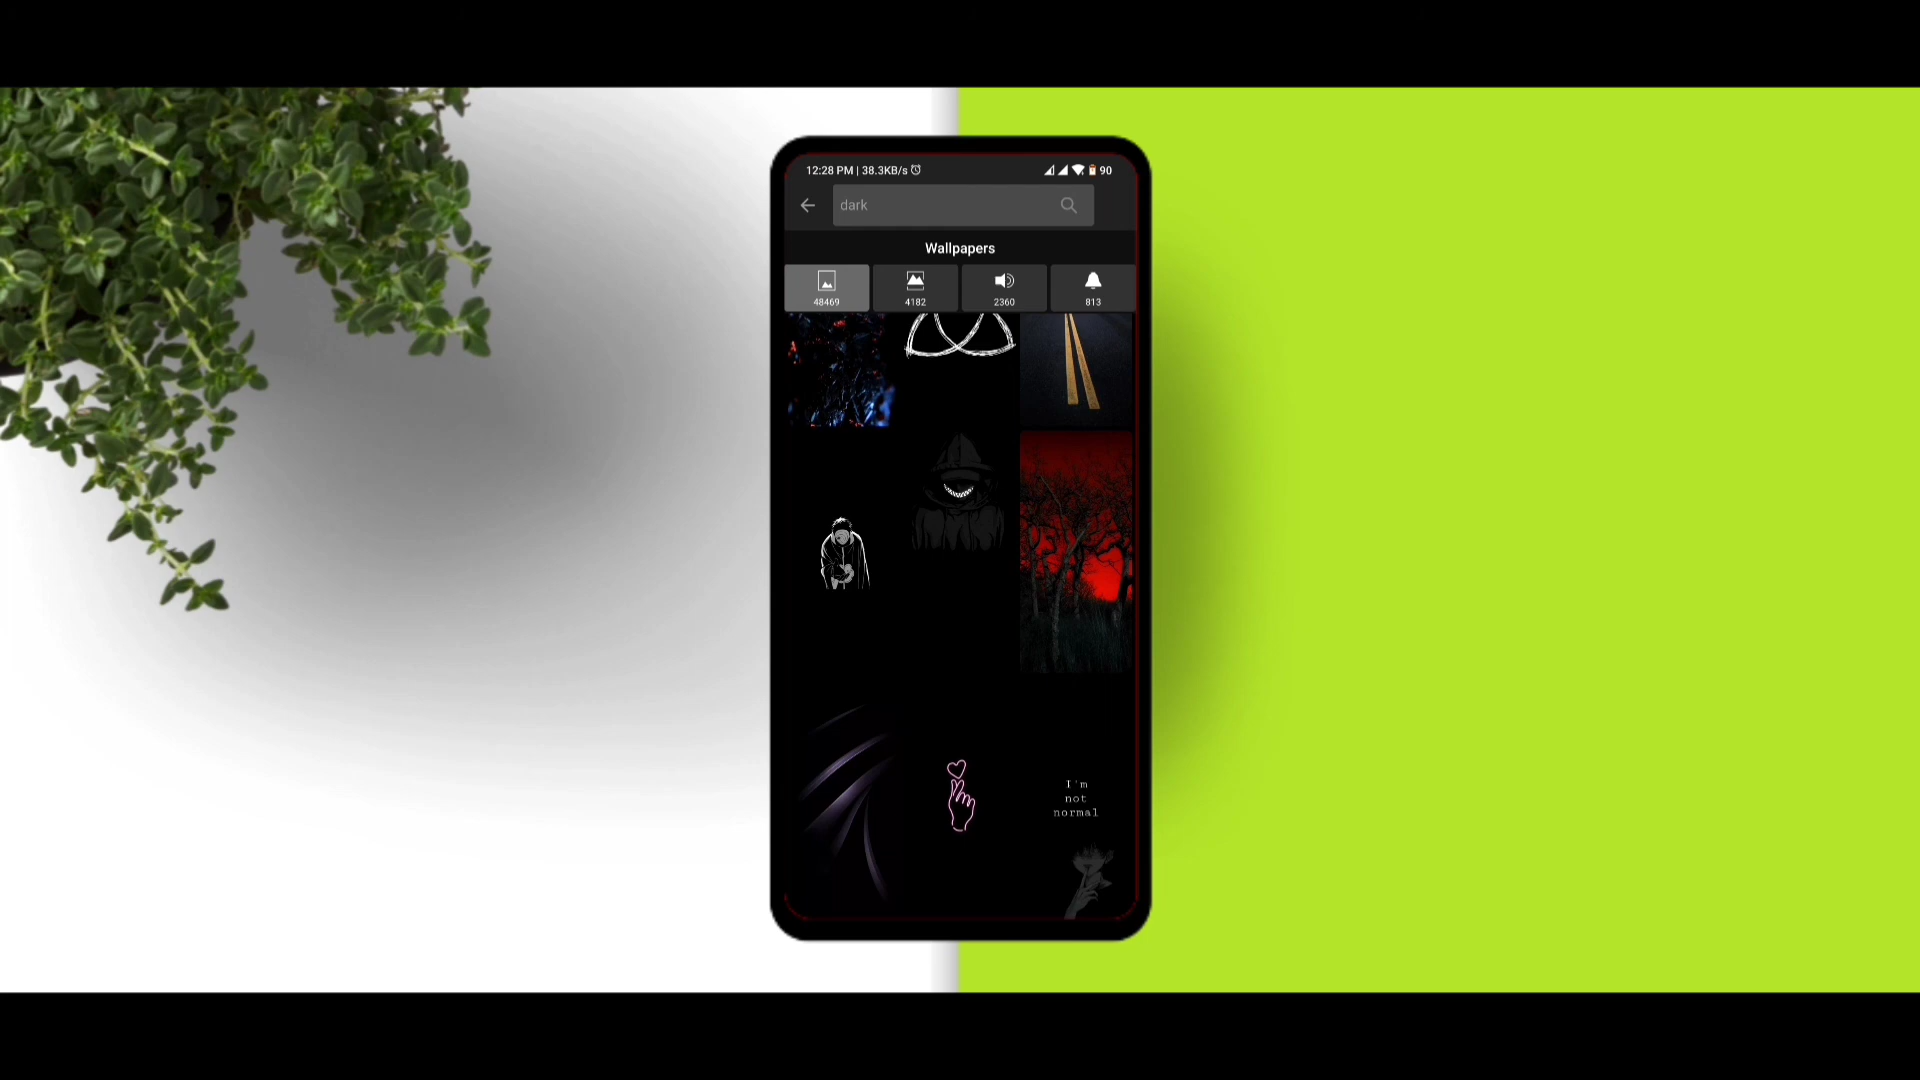 12:28 PM | 38.3KB/s
90
dark
Wallpapers
48469
4182
2360
813
I'm
not
normal